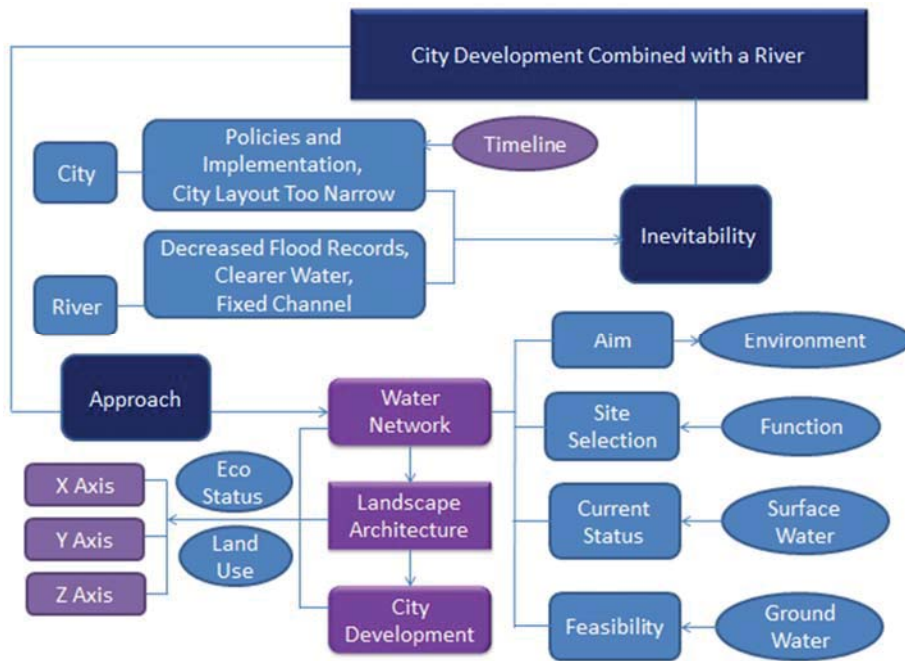 City Development Combined with a River
Timeline
City
Policies and
Implementation,
City Layout Too Narrow
Inevitability
River
Decreased Flood Records,
Clearer Water,
Fixed Channel
Approach
Water
Network
Aim
Environment
Site
Selection
Function
X Axis
Eco
Status
Landscape
Architecture
Current
Status
Surface
Water
Y Axis
Land
Use
Z Axis
City
Development
Feasibility
Ground
Water